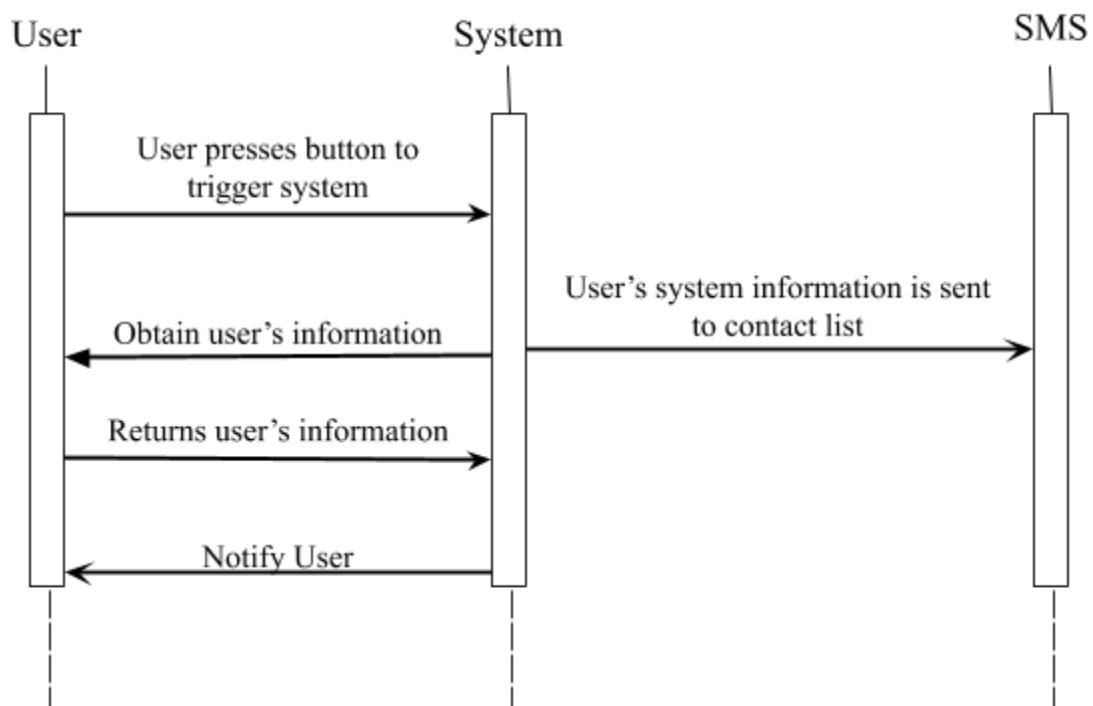 User
System
SMS
User presses button to
trigger system
User’s system information is sent
to contact list
Obtain user’s information
Returns user’s information
Notify User